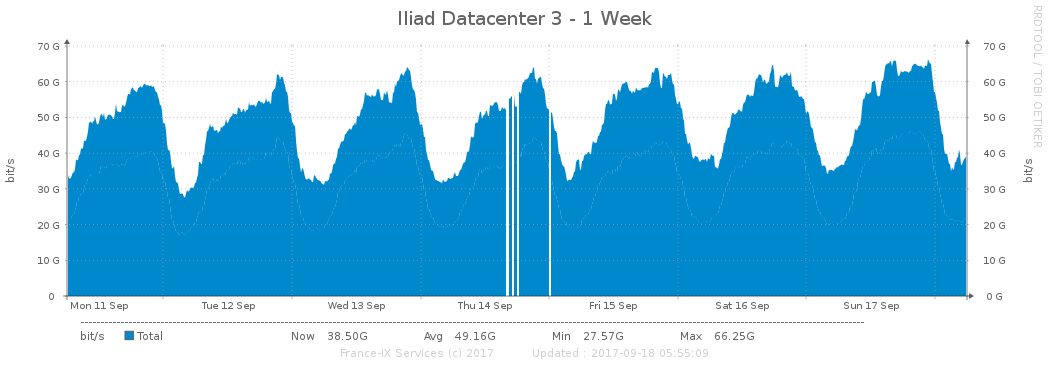 Iliad Datacenter 3 - 1 Week
RRDTOOL / TOBI OETIKER
bit/s
70 G 70 G
60 G 60 G
50 G 50 G
40 G 40 G
30 G 30 G
20 G 20 G
10 G 10 G
0 0 G
bit/s
Mon 11 Sep Tue 12 Sep Wed 13 Sep Thu 14 Sep Fri 15 Sep Sat 16 Sep Sun 17 Sep
bit/s Total Now 38.50G Avg 49.16G Min 27.57G Max 66.25G
France-IX Services (c) 2017 Updated : 2017-09-18 05:55:09